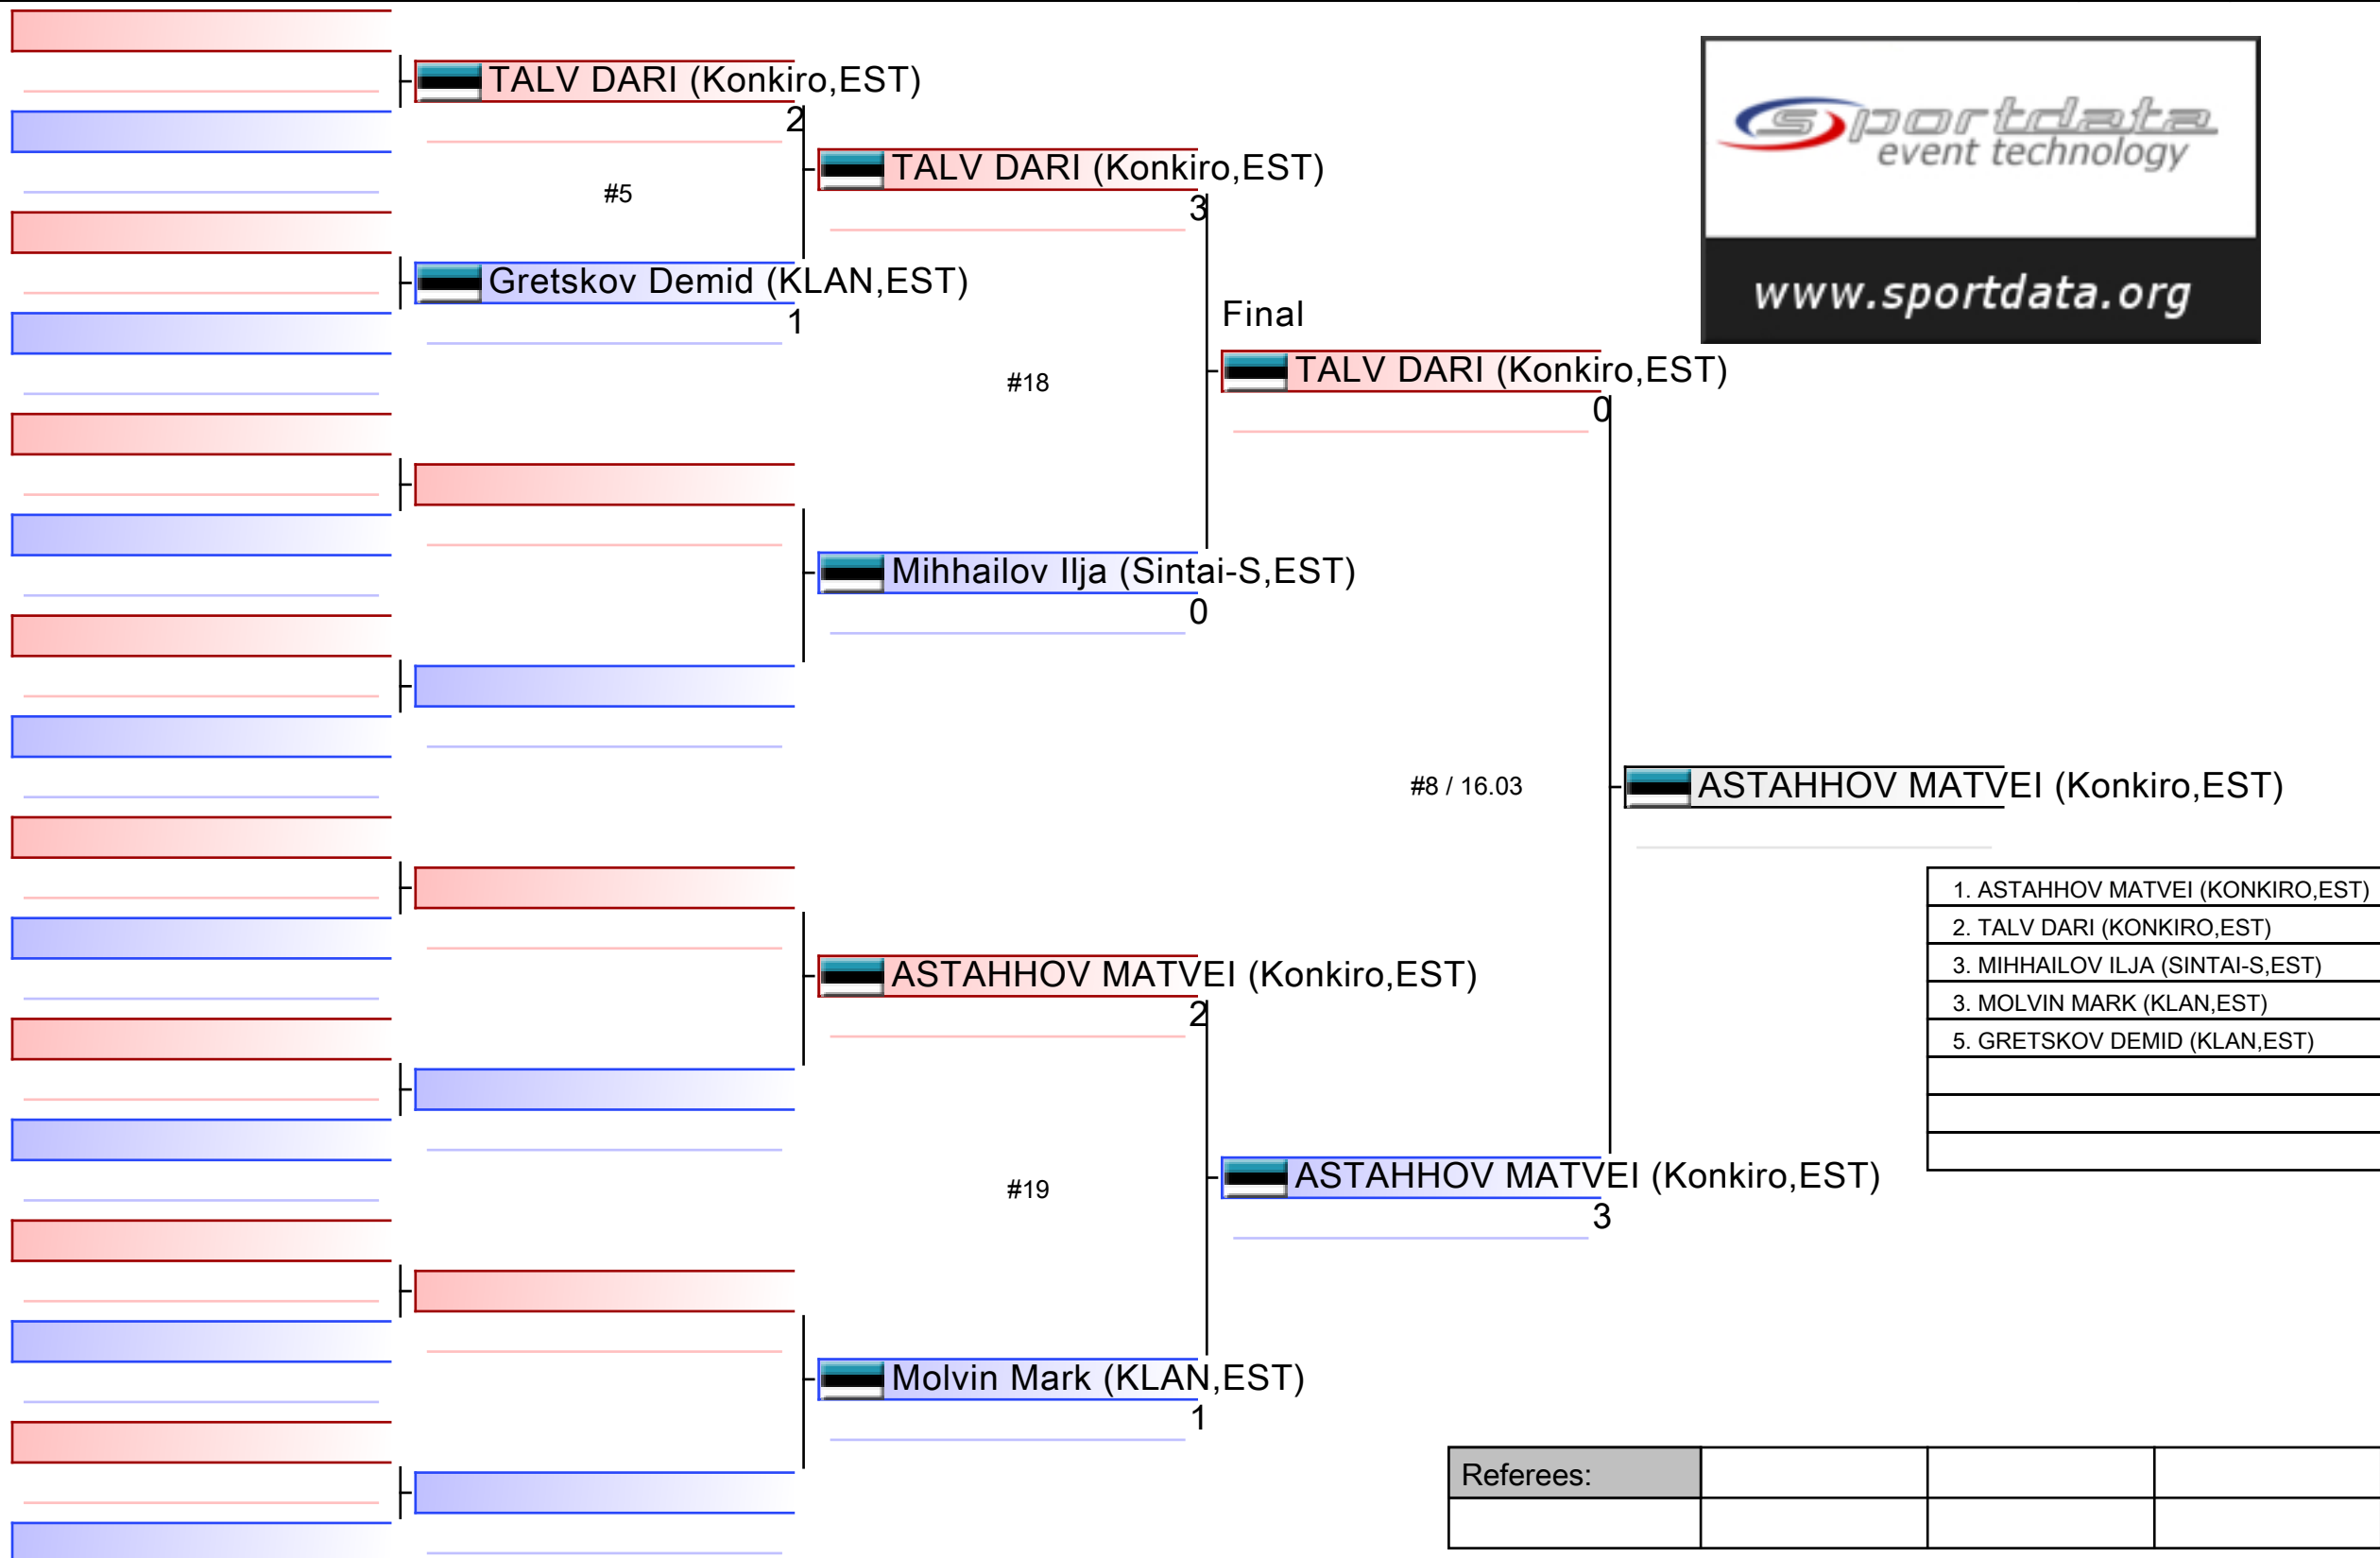 TALV DARI (Konkiro,EST)
2
#5
Gretskov Demid (KLAN,EST)
1
TALV DARI (Konkiro,EST)
3
#18
Mihhailov Ilja (Sintai-S,EST)
0
ASTAHHOV MATVEI (Konkiro,EST)
2
#19
Molvin Mark (KLAN,EST)
1
Final
TALV DARI (Konkiro,EST)
0
#8 / 16.03
ASTAHHOV MATVEI (Konkiro,EST)
3
ASTAHHOV MATVEI (Konkiro,EST)
sportdata
event technology
www.sportdata.org
1. ASTAHHOV MATVEI (KONKIRO,EST)
2. TALV DARI (KONKIRO,EST)
3. MIHHAILOV ILJA (SINTAI-S,EST)
3. MOLVIN MARK (KLAN,EST)
5. GRETSKOV DEMID (KLAN,EST)
Referees: